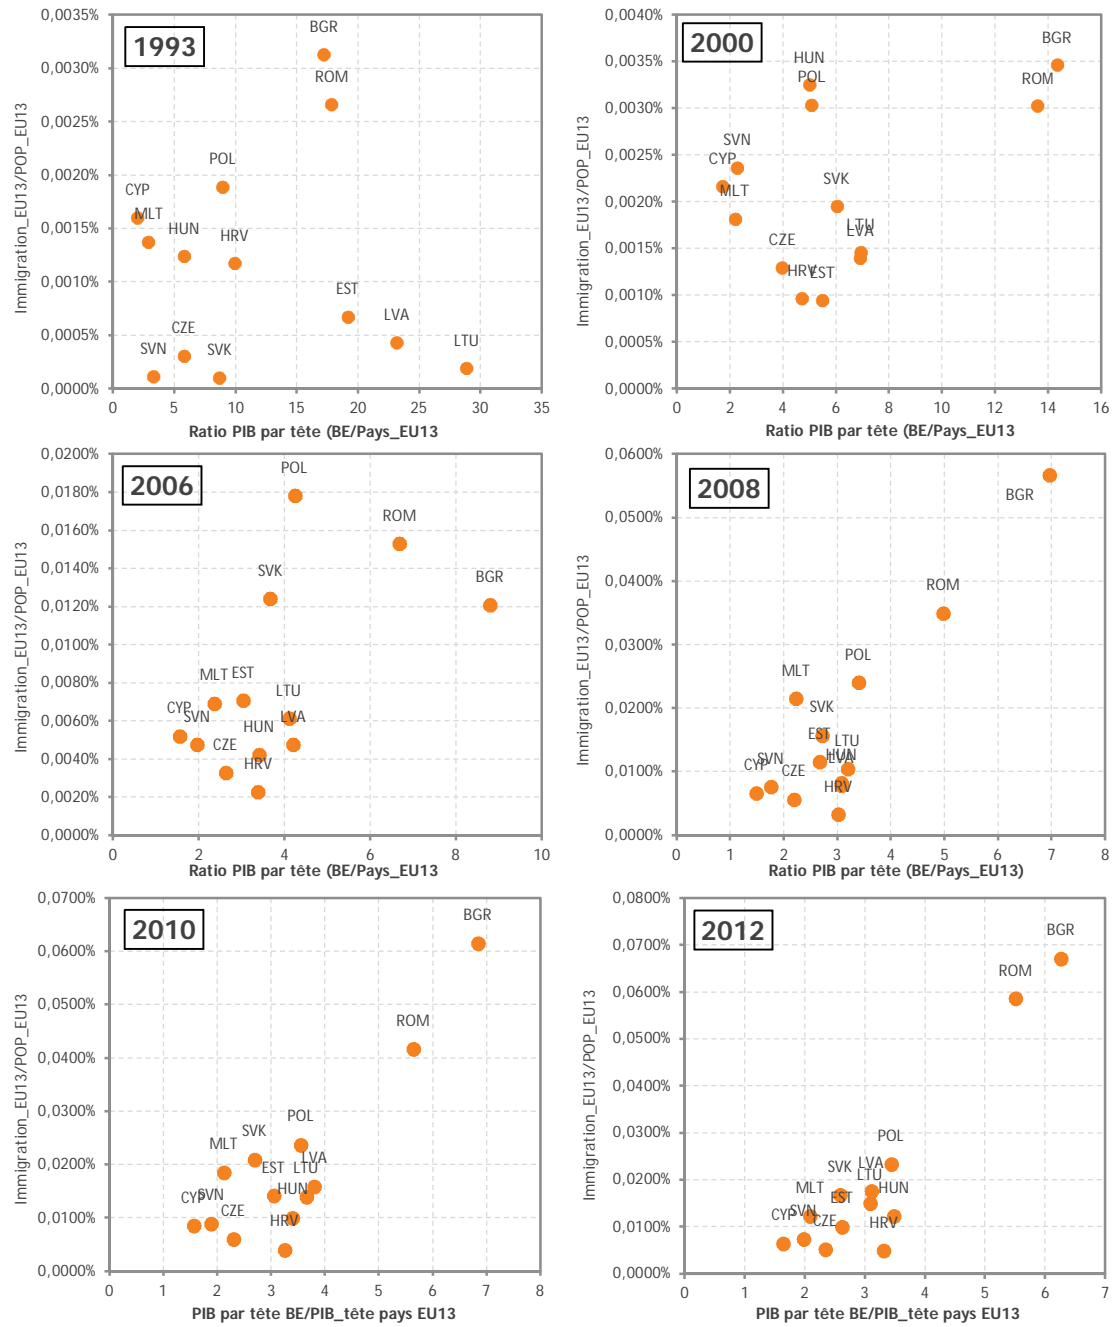 1993
Immigration_EU13/POP_EU13
0,0035%
0,0030%
0,0025%
0,0020%
0,0015%
0,0010%
0,0005%
0,0000%
BGR
ROM
POL
CYP
MLT
HUN
HRV
EST
LVA
LTU
CZE
SVN
SVK
0 5 10 15 20 25 30 35
Ratio PIB par tête (BE/Pays_EU13
2000
Immigration_EU13/POP_EU13
0,0040%
0,0035%
0,0030%
0,0025%
0,0020%
0,0015%
0,0010%
0,0005%
0,0000%
BGR
HUN
POL
ROM
SVN
CYP
MLT
SVK
LTU
LVA
CZE
HRV
EST
0 2 4 6 8 10 12 14 16
Ratio PIB par tête (BE/Pays_EU13
2006
Immigration_EU13/POP_EU13
0,0200%
0,0180%
0,0160%
0,0140%
0,0120%
0,0100%
0,0080%
0,0060%
0,0040%
0,0020%
0,0000%
POL
ROM
SVK
BGR
MLT
EST
LTU
CYP
SVN
LVA
HUN
CZE
HRV
0 2 4 6 8 10
Ratio PIB par tête (BE/Pays_EU13
2008
Immigration_EU13/POP_EU13
0,0600%
0,0500%
0,0400%
0,0300%
0,0200%
0,0100%
0,0000%
BGR
ROM
POL
MLT
SVK
EST
LTU
HUN
LVA
SVN
CYP
CZE
HRV
0 1 2 3 4 5 6 7 8
Ratio PIB par tête (BE/Pays_EU13)
2010
Immigration_EU13/POP_EU13
0,0700%
0,0600%
0,0500%
0,0400%
0,0300%
0,0200%
0,0100%
0,0000%
BGR
ROM
POL
SVK
MLT
LVA
EST
LTU
HUN
SVN
CYP
CZE
HRV
0 1 2 3 4 5 6 7 8
PIB par tête BE/PIB_tête pays EU13
2012
Immigration_EU13/POP_EU13
0,0800%
0,0700%
0,0600%
0,0500%
0,0400%
0,0300%
0,0200%
0,0100%
0,0000%
BGR
ROM
POL
SVK
LVA
LTU
MLT
HUN
EST
CYP
SVN
CZE
HRV
0 1 2 3 4 5 6 7
PIB par tête BE/PIB_tête pays EU13